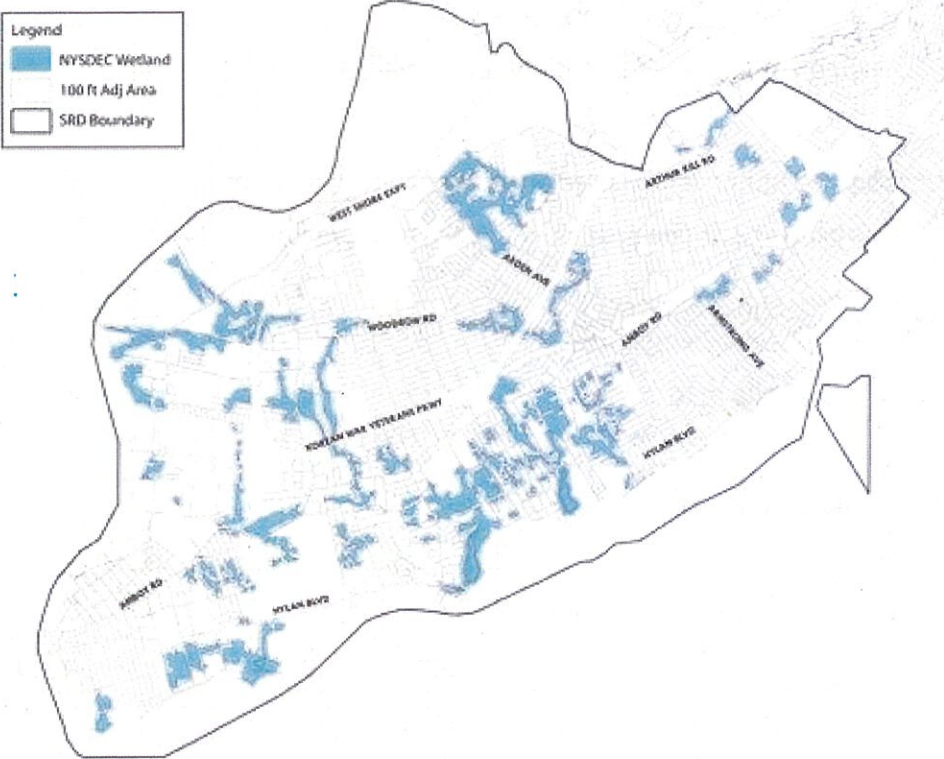 Legend
NYSDEC Wetland
100 ft Adj Area
SRD Boundary
ARTHUR KILL RD
WEST SHORE EXPY
ARDEN AVE
WOODROW RD
AMBOY RD
ARMSTRONG AVE
KOREAN WAR VETERANS PKWY
HYLAN BLVD
AMBOY RD
HYLAN BLVD